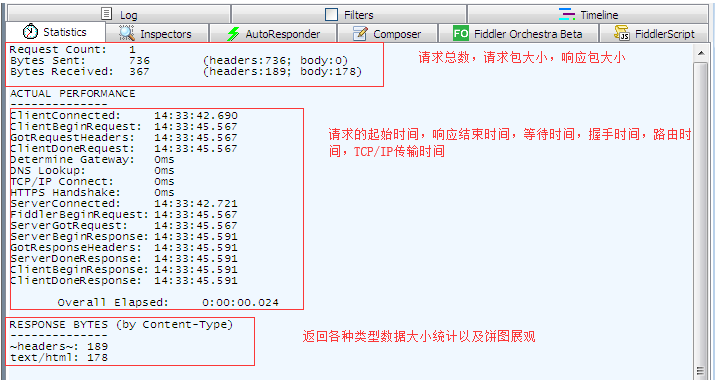 Log Filters Timeline
Statistics Inspectors AutoResponder Composer FO Fiddler Orchestra Beta JS FiddlerScript
Request Count: 1
Bytes Sent: 736 (headers:736; body:0)
Bytes Received: 367 (headers:189; body:178)
请求总数，请求包大小，响应包大小
ACTUAL PERFORMANCE
--------------
ClientConnected: 14:33:42.690
ClientBeginRequest: 14:33:45.567
GotRequestHeaders: 14:33:45.567
ClientDoneRequest: 14:33:45.567
Determine Gateway: 0ms
DNS Lookup: 0ms
TCP/IP Connect: 0ms
HTTPS Handshake: 0ms
ServerConnected: 14:33:42.721
FiddlerBeginRequest: 14:33:45.567
ServerGotRequest: 14:33:45.567
ServerBeginResponse: 14:33:45.591
GotResponseHeaders: 14:33:45.591
ServerDoneResponse: 14:33:45.591
ClientBeginResponse: 14:33:45.591
ClientDoneResponse: 14:33:45.591
Overall Elapsed: 0:00:00.024
请求的起始时间，响应结束时间，等待时间，握手时间，路由时
间，TCP/IP传输时间
RESPONSE BYTES (by Content-Type)
--------------
~headers~: 189
text/html: 178
返回各种类型数据大小统计以及饼图展观